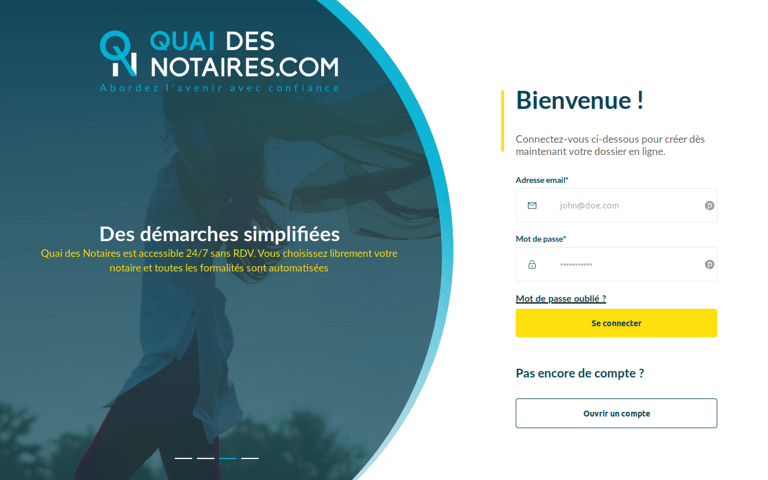 QUAI DES
NOTAIRES.COM
Abordez l'avenir avec confiance
Des démarches simplifiées
Quai des Notaires est accessible 24/7 sans RDV. Vous choisissez librement votre
notaire et toutes les formalités sont automatisées
Bienvenue !
Connectez-vous ci-dessous pour créer dès
maintenant votre dossier en ligne.
Adresse email*
john@doe.com
Mot de passe*
Mot de passe oublié ?
Se connecter
Pas encore de compte ?
Ouvrir un compte